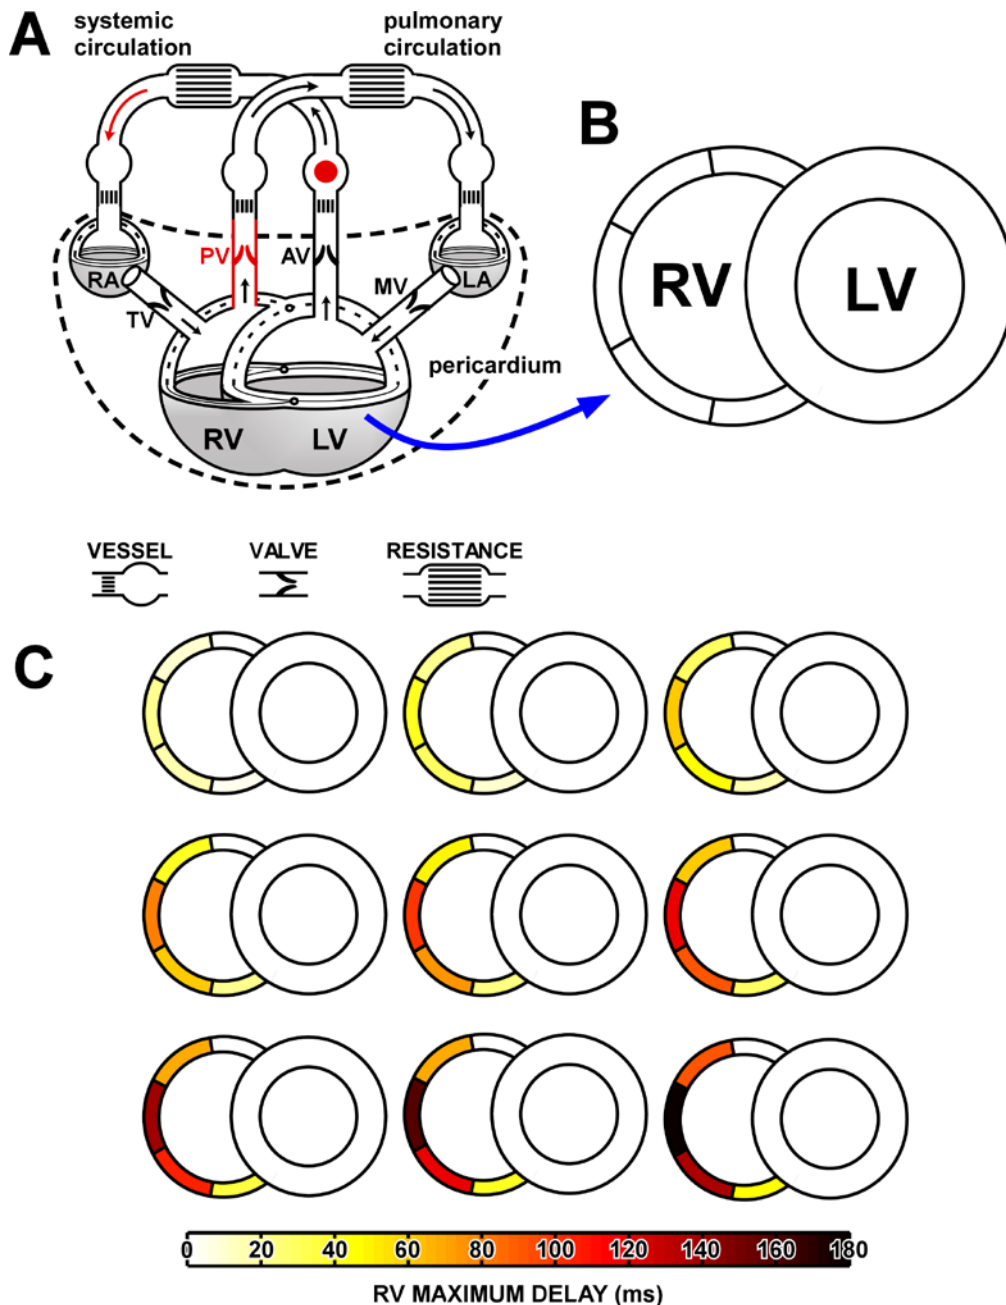 A
systemic
circulation
pulmonary
circulation
B
PV
AV
MV
TV
RA
LA
pericardium
RV
LV
RV
LV
VESSEL
VALVE
RESISTANCE
C
0 20 40 60 80 100 120 140 160 180
RV MAXIMUM DELAY (ms)